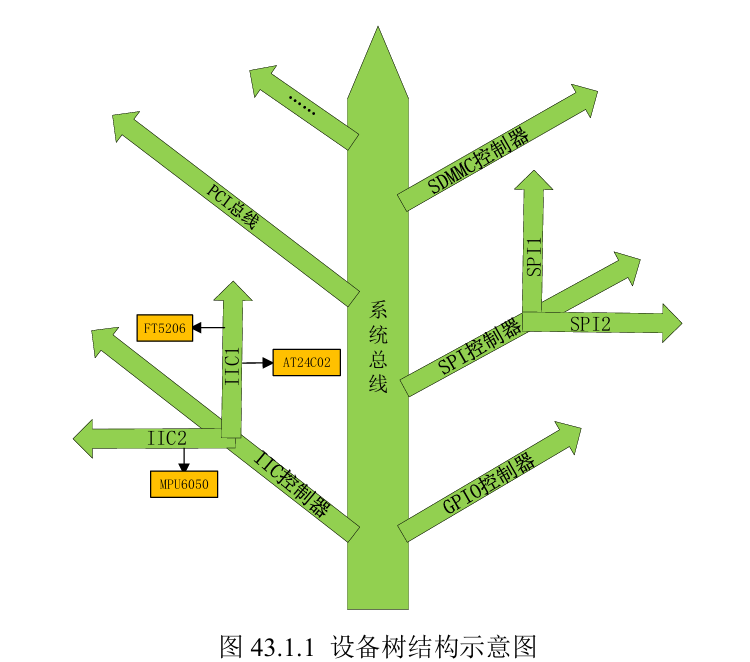 ······
SDMMC控制器
PCI总线
SPI1
系统总线
FT5206
SPI2
IIC1
AT24C02
SPI控制器
IIC2
MPU6050
IIC控制器
GPIO控制器
图 43.1.1 设备树结构示意图